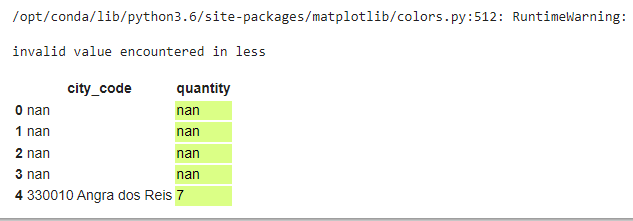 /opt/conda/lib/python3.6/site-packages/matplotlib/colors.py:512: RuntimeWarning:
invalid value encountered in less
city_code quantity
0 nan nan
1 nan nan
2 nan nan
3 nan nan
4 330010 Angra dos Reis 7